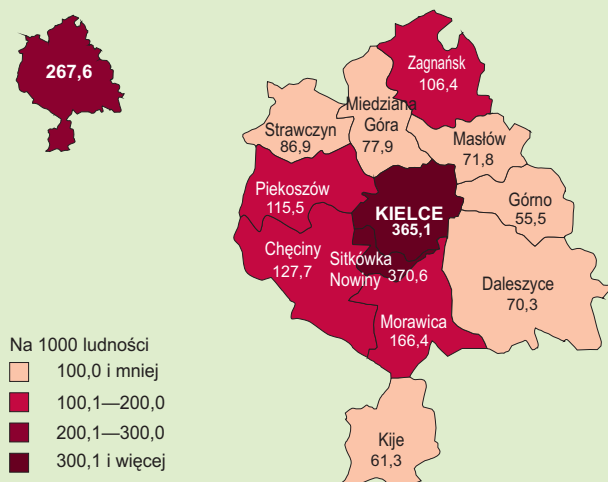 267,6
Zagnańsk
106,4
Miedziana
Góra
77,9
Strawczyn
86,9
Masłów
71,8
Piekoszów
115,5
Górno
55,5
KIELCE
365,1
Chęciny
127,7
Sitkówka
Nowiny 370,6
Daleszyce
70,3
Morawica
166,4
Kije
61,3
Na 1000 ludności
100,0 i mniej
100,1—200,0
200,1—300,0
300,1 i więcej